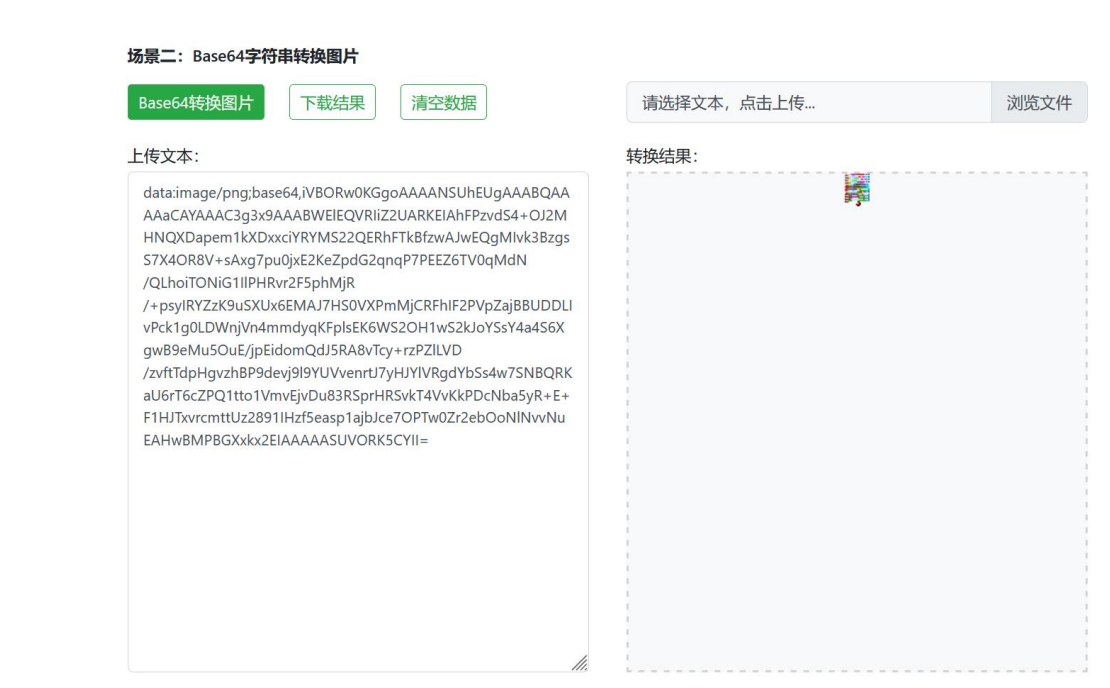 场景二：Base64字符串转换图片
Base64转换图片
下载结果
清空数据
请选择文本，点击上传...
浏览文件
上传文本：
转换结果：
data:image/png;base64,iVBORw0KGgoAAAANSUhEUgAAABQAA
AAaCAYAAAC3g3x9AAABWElEQVRIiZ2UARKEIAhFPzvdS4+OJ2M
HNQXDapem1kXDxxciYRYMS22QERhFTkBfzwAJwEQgMIvk3Bzgs
S7X4OR8V+sAxg7pu0jxE2KeZpdG2qnqP7PEEZ6TV0qMdN
/QLhoiTONiG1IlPHRvr2F5phMjR
/+psyIRYZzK9uSXUx6EMAJ7HS0VXPmMjCRFhIF2PVpZajBBUDDLI
vPck1g0LDWnjVn4mmdyqKFplsEK6WS2OH1wS2kJoYSsY4a4S6X
gwB9eMu5OuE/jpEidomQdJ5RA8vTcy+rzPZlLVD
/zvftTdpHgvzhBP9devj9l9YUVvenrtJ7yHJYlVRgdYbSs4w7SNBQRK
aU6rT6cZPQ1tto1VmvEjvDu83RSprHRSvkT4VvKkPDcNba5yR+E+
F1HJTxvrcmttUz2891IHzf5easp1ajbJce7OPTw0Zr2ebOoNlNvvNu
EAHwBMPBGXxkx2EIAAAAASUVORK5CYII=